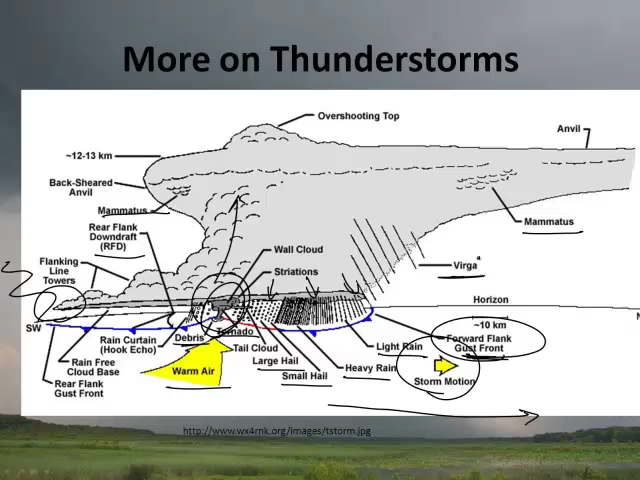 More on Thunderstorms
Overshooting Top
Anvil
~12-13 km
Back-Sheared
Anvil
Mammatus
Mammatus
Rear Flank
Downdraft
(RFD)
Wall Cloud
Virga
Flanking
Line
Towers
Striations
Horizon
~10 km
SW
N
Rain Curtain
(Hook Echo)
Debris
Tornado
Forward Flank
Gust Front
Tail Cloud
Light Rain
Rain Free
Cloud Base
Large Hail
Heavy Rain
Warm Air
Small Hail
Storm Motion
Rear Flank
Gust Front
http://www.wx4rnk.org/images/tstorm.jpg